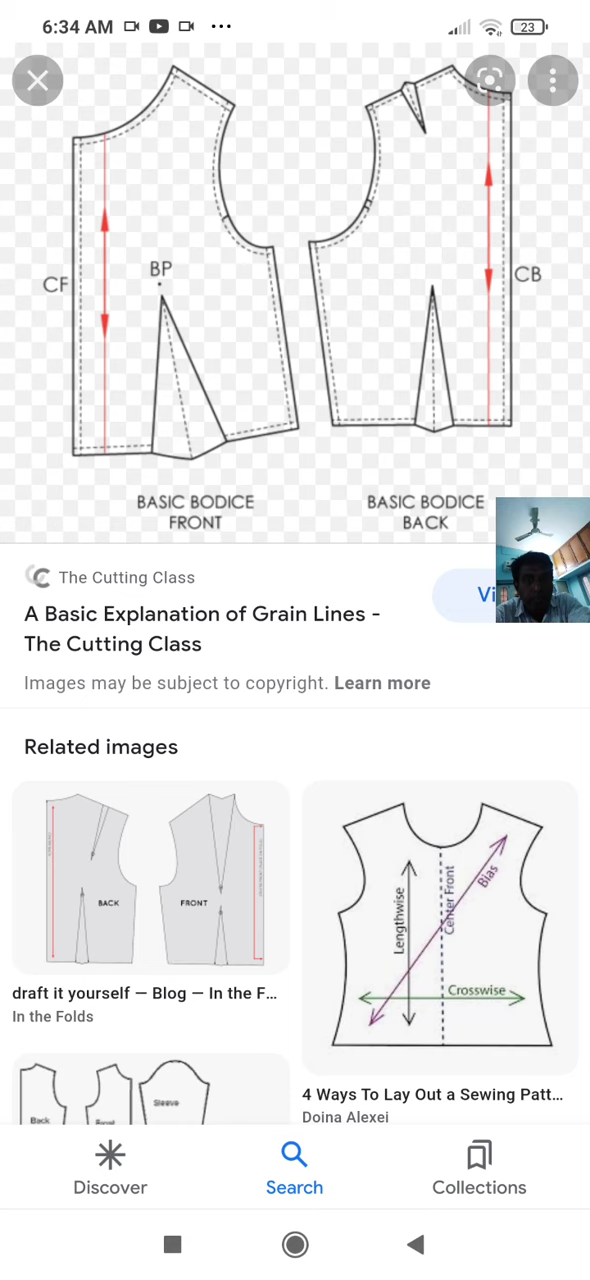 6:34 AM
23
CF
BP
CB
BASIC BODICE
FRONT
BASIC BODICE
BACK
The Cutting Class
Vi
A Basic Explanation of Grain Lines -
The Cutting Class
Images may be subject to copyright. Learn more
Related images
BACK
FRONT
draft it yourself — Blog — In the F...
In the Folds
Lengthwise
Center Front
Bias
Crosswise
4 Ways To Lay Out a Sewing Patt...
Doina Alexei
Back
Front
Sleeve
Discover
Search
Collections